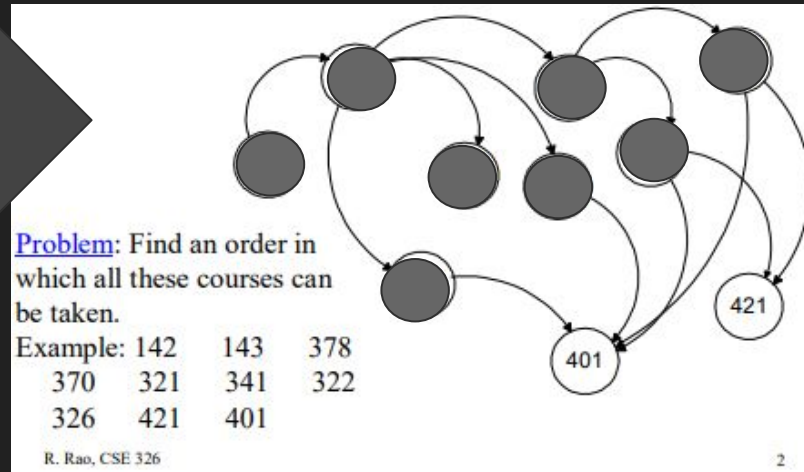 Problem: Find an order in
which all these courses can
be taken.
Example: 142 143 378
370 321 341 322
326 421 401
421
401
R. Rao, CSE 326
2